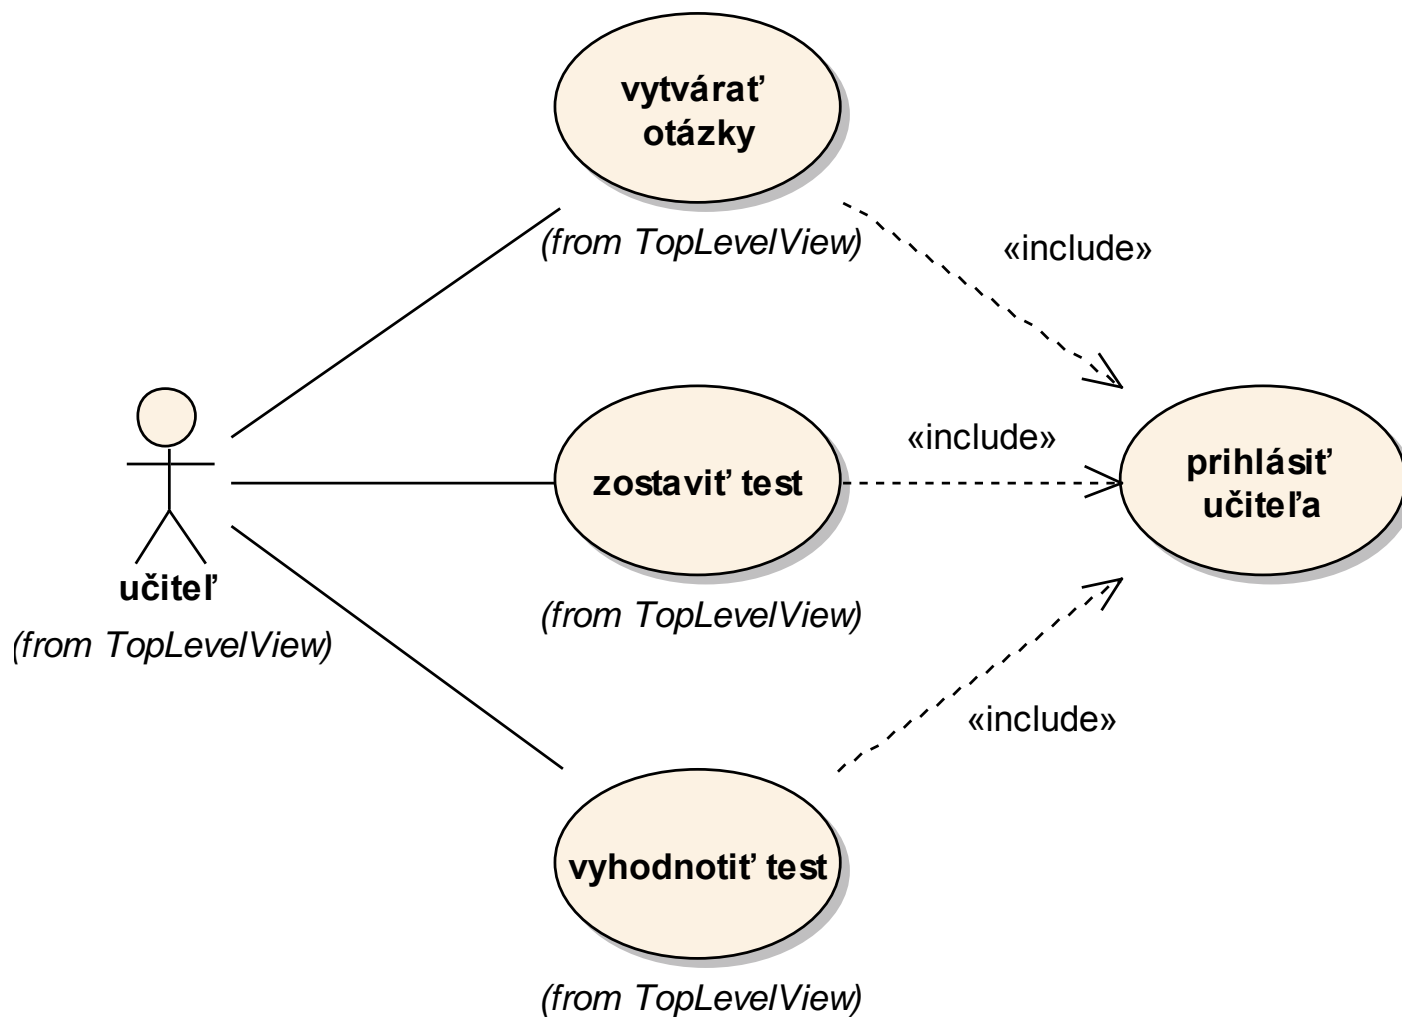 vytvárať
otázky
(from TopLevelView)
«include»
«include»
zostaviť test
prihlásiť
učiteľa
učiteľ
(from TopLevelView)
(from TopLevelView)
«include»
vyhodnotiť test
(from TopLevelView)